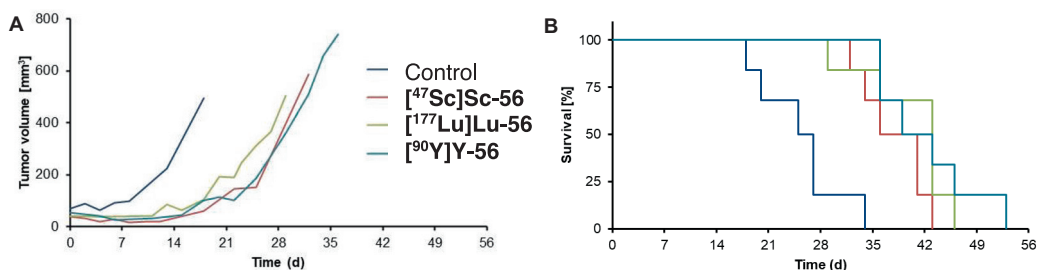 A
Tumor volume [mm³]
800
600
400
200
0
0 7 14 21 28 35 42 49 56
Time (d)
Control
[⁴⁷Sc]Sc-56
[¹⁷⁷Lu]Lu-56
[⁹⁰Y]Y-56
B
Survival [%]
100
75
50
25
0
0 7 14 21 28 35 42 49 56
Time (d)